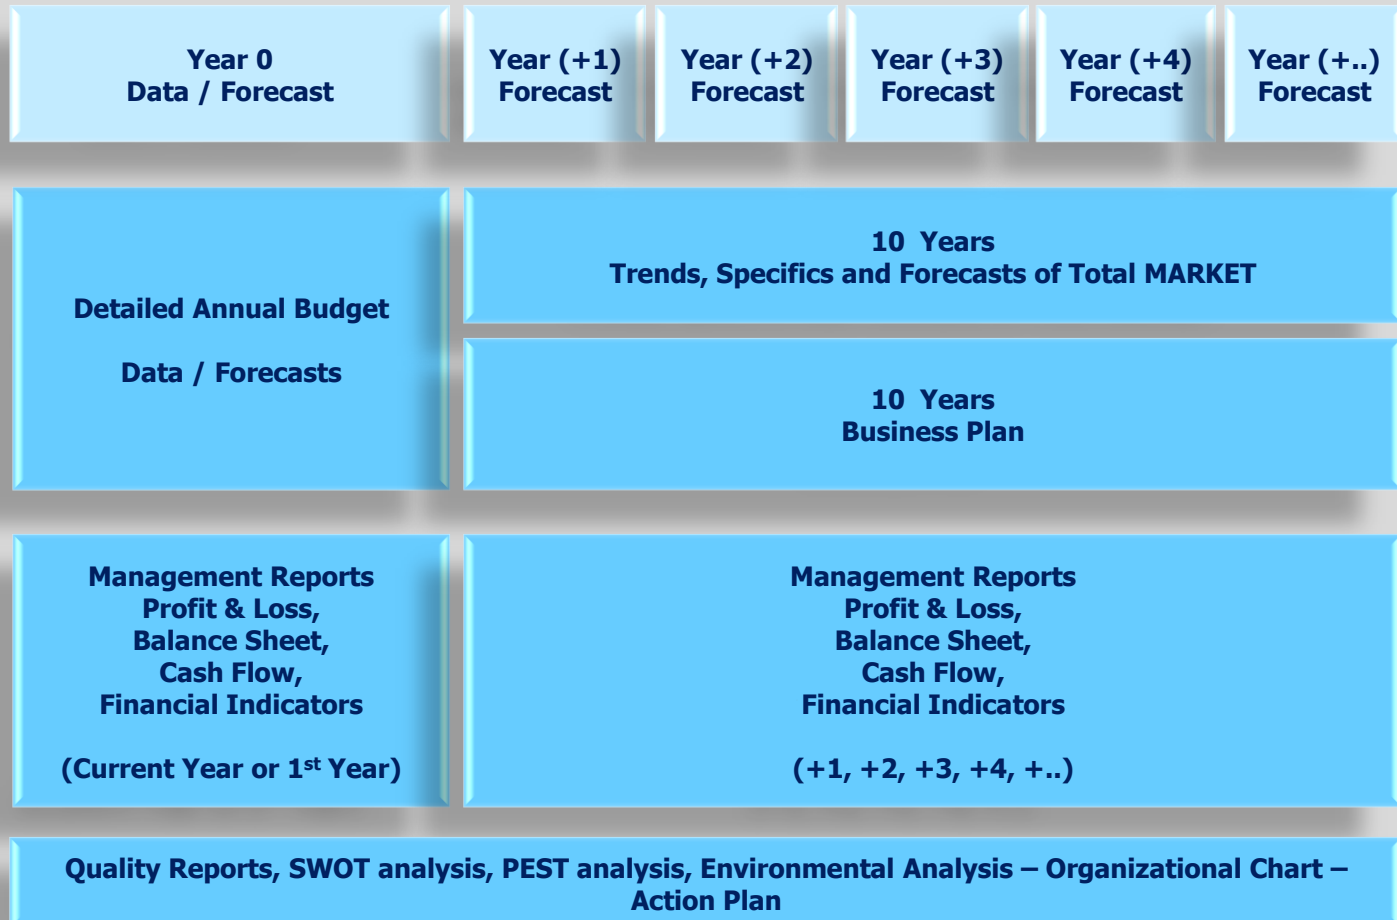 Year 0
Data / Forecast
Year (+1)
Forecast
Year (+2)
Forecast
Year (+3)
Forecast
Year (+4)
Forecast
Year (+..)
Forecast
Detailed Annual Budget
Data / Forecasts
10 Years
Trends, Specifics and Forecasts of Total MARKET
10 Years
Business Plan
Management Reports
Profit & Loss,
Balance Sheet,
Cash Flow,
Financial Indicators
(Current Year or 1st Year)
Management Reports
Profit & Loss,
Balance Sheet,
Cash Flow,
Financial Indicators
(+1, +2, +3, +4, +..)
Quality Reports, SWOT analysis, PEST analysis, Environmental Analysis – Organizational Chart –
Action Plan